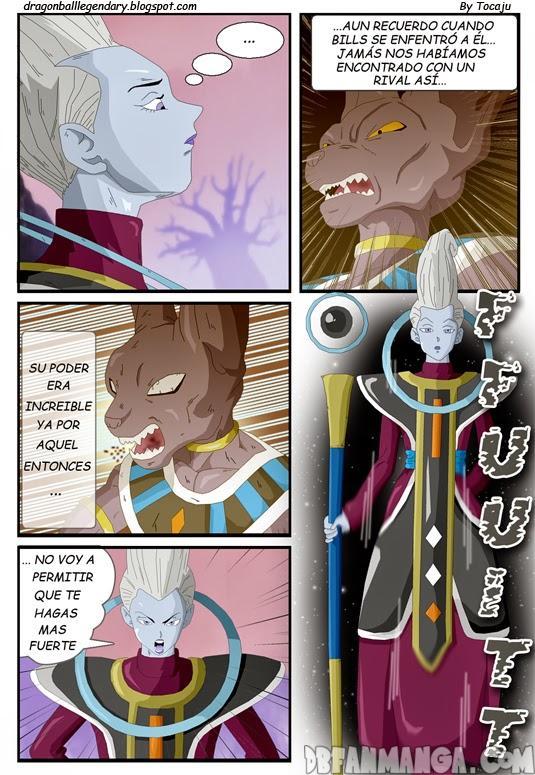 dragonballlegendary.blogspot.com
By Tocaju
...
...AUN RECUERDO CUANDO
BILLS SE ENFENTRÓ A ÉL...
JAMÁS NOS HABÍAMOS
ENCONTRADO CON UN
RIVAL ASÍ...
SU PODER
ERA
INCREIBLE
YA POR
AQUEL
ENTONCES
...
... NO VOY A
PERMITIR
QUE TE
HAGAS
MAS
FUERTE
DBFANMANGA.COM